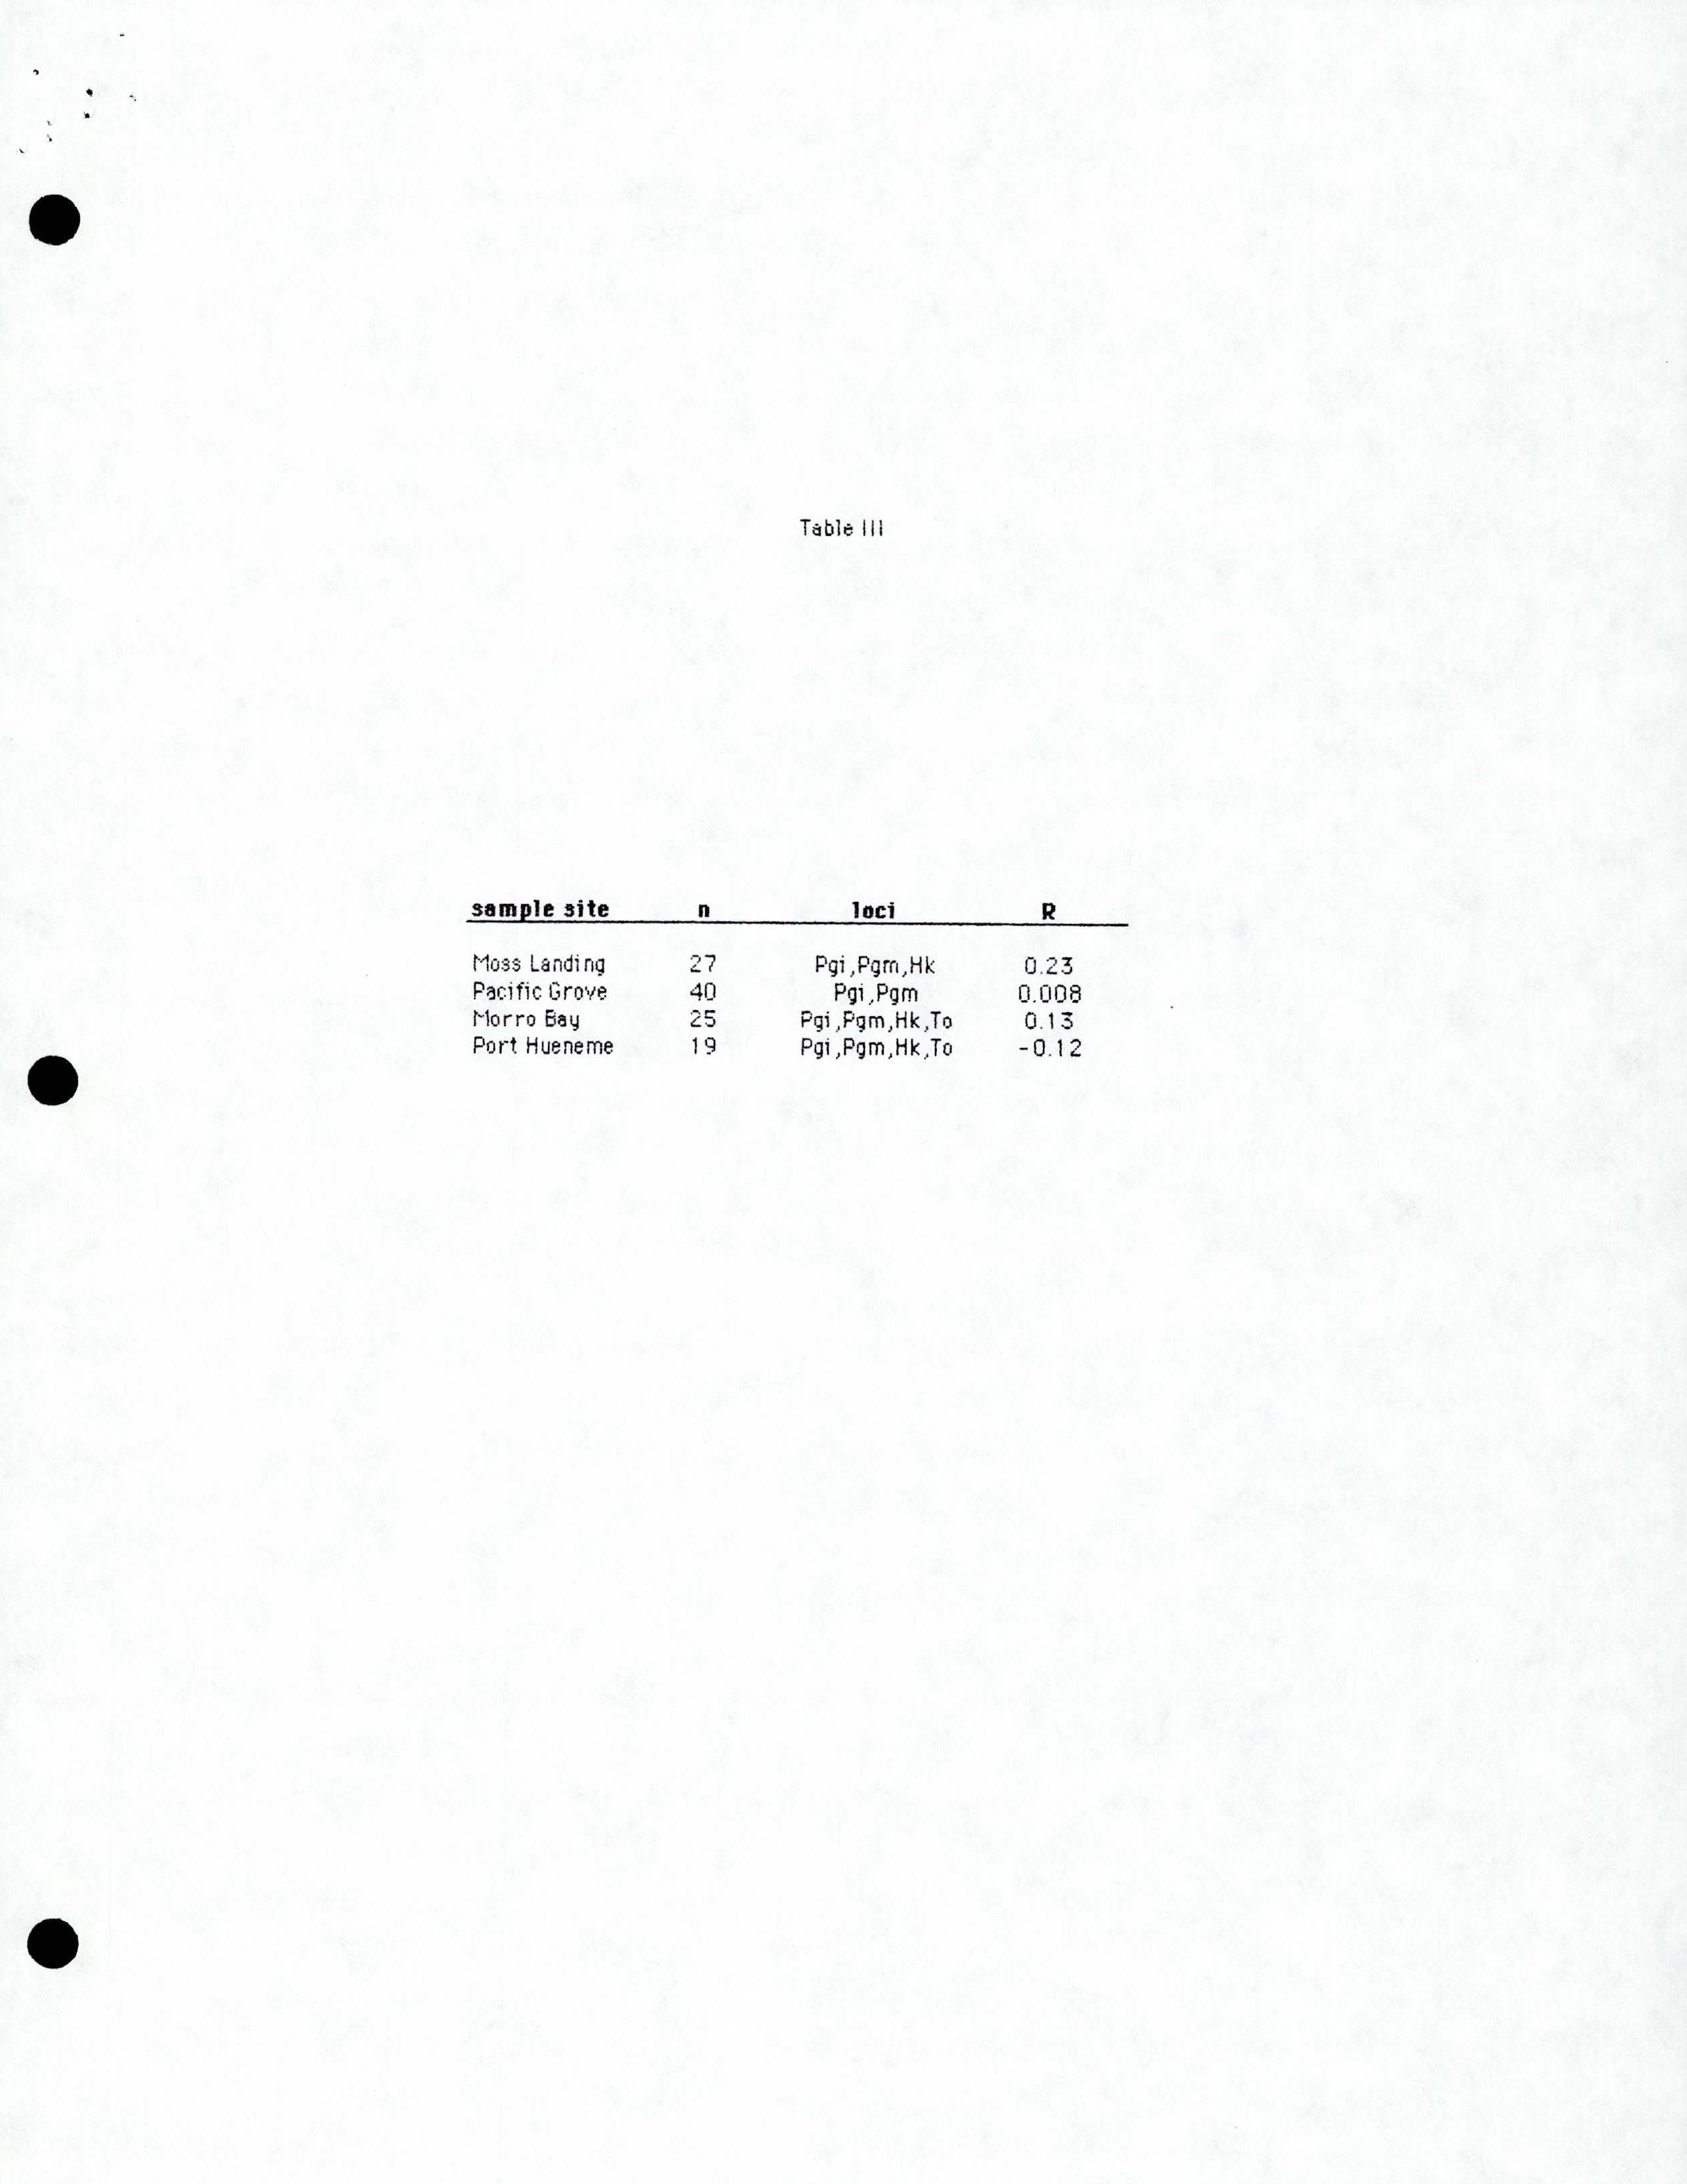 Table III
sample site n loci R
Moss Landing 27 Pgi,Pgm,Hk 0.23
Pacific Grove 40 Pgi,Pgm 0.008
Morro Bay 25 Pgi,Pgm,Hk,To 0.13
Port Hueneme 19 Pgi,Pgm,Hk,To -0.12